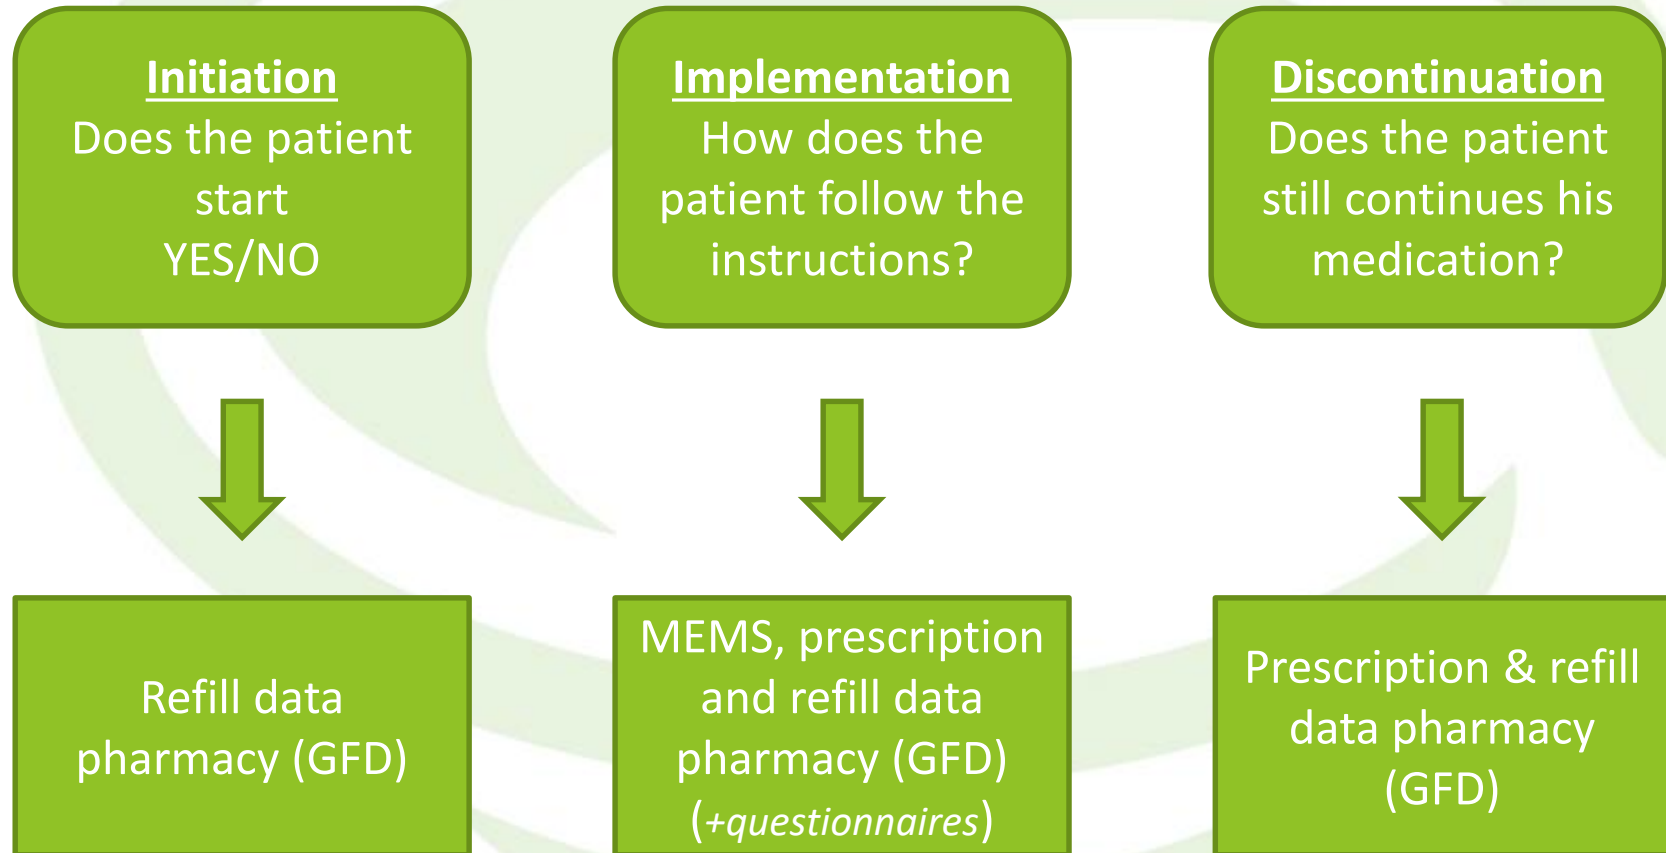 Initiation
Does the patient
start
YES/NO
Implementation
How does the
patient follow the
instructions?
Discontinuation
Does the patient
still continues his
medication?
Refill data
pharmacy (GFD)
MEMS, prescription
and refill data
pharmacy (GFD)
(+questionnaires)
Prescription & refill
data pharmacy
(GFD)